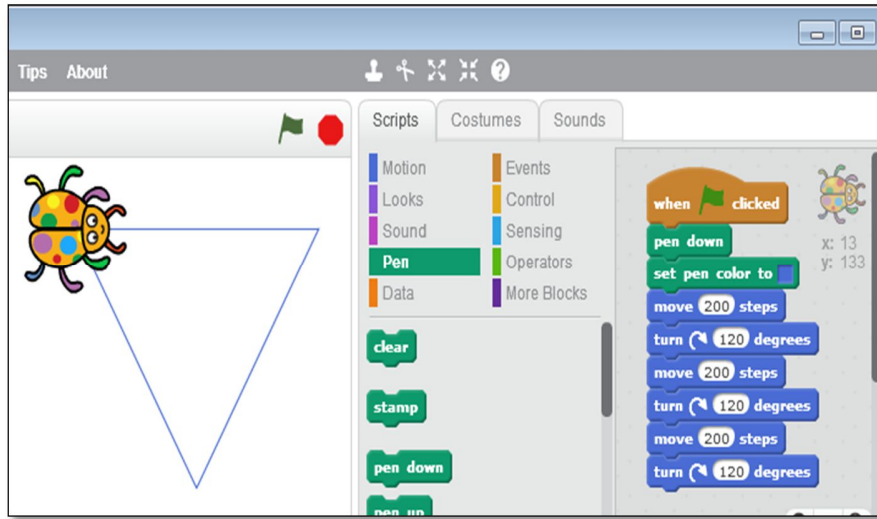 Tips About
Scripts Costumes Sounds
Motion Events
Looks Control
Sound Sensing
Pen Operators
Data More Blocks
clear
stamp
pen down
pen up
when clicked
pen down
set pen color to
move 200 steps
turn 120 degrees
move 200 steps
turn 120 degrees
move 200 steps
turn 120 degrees
x: 13
y: 133